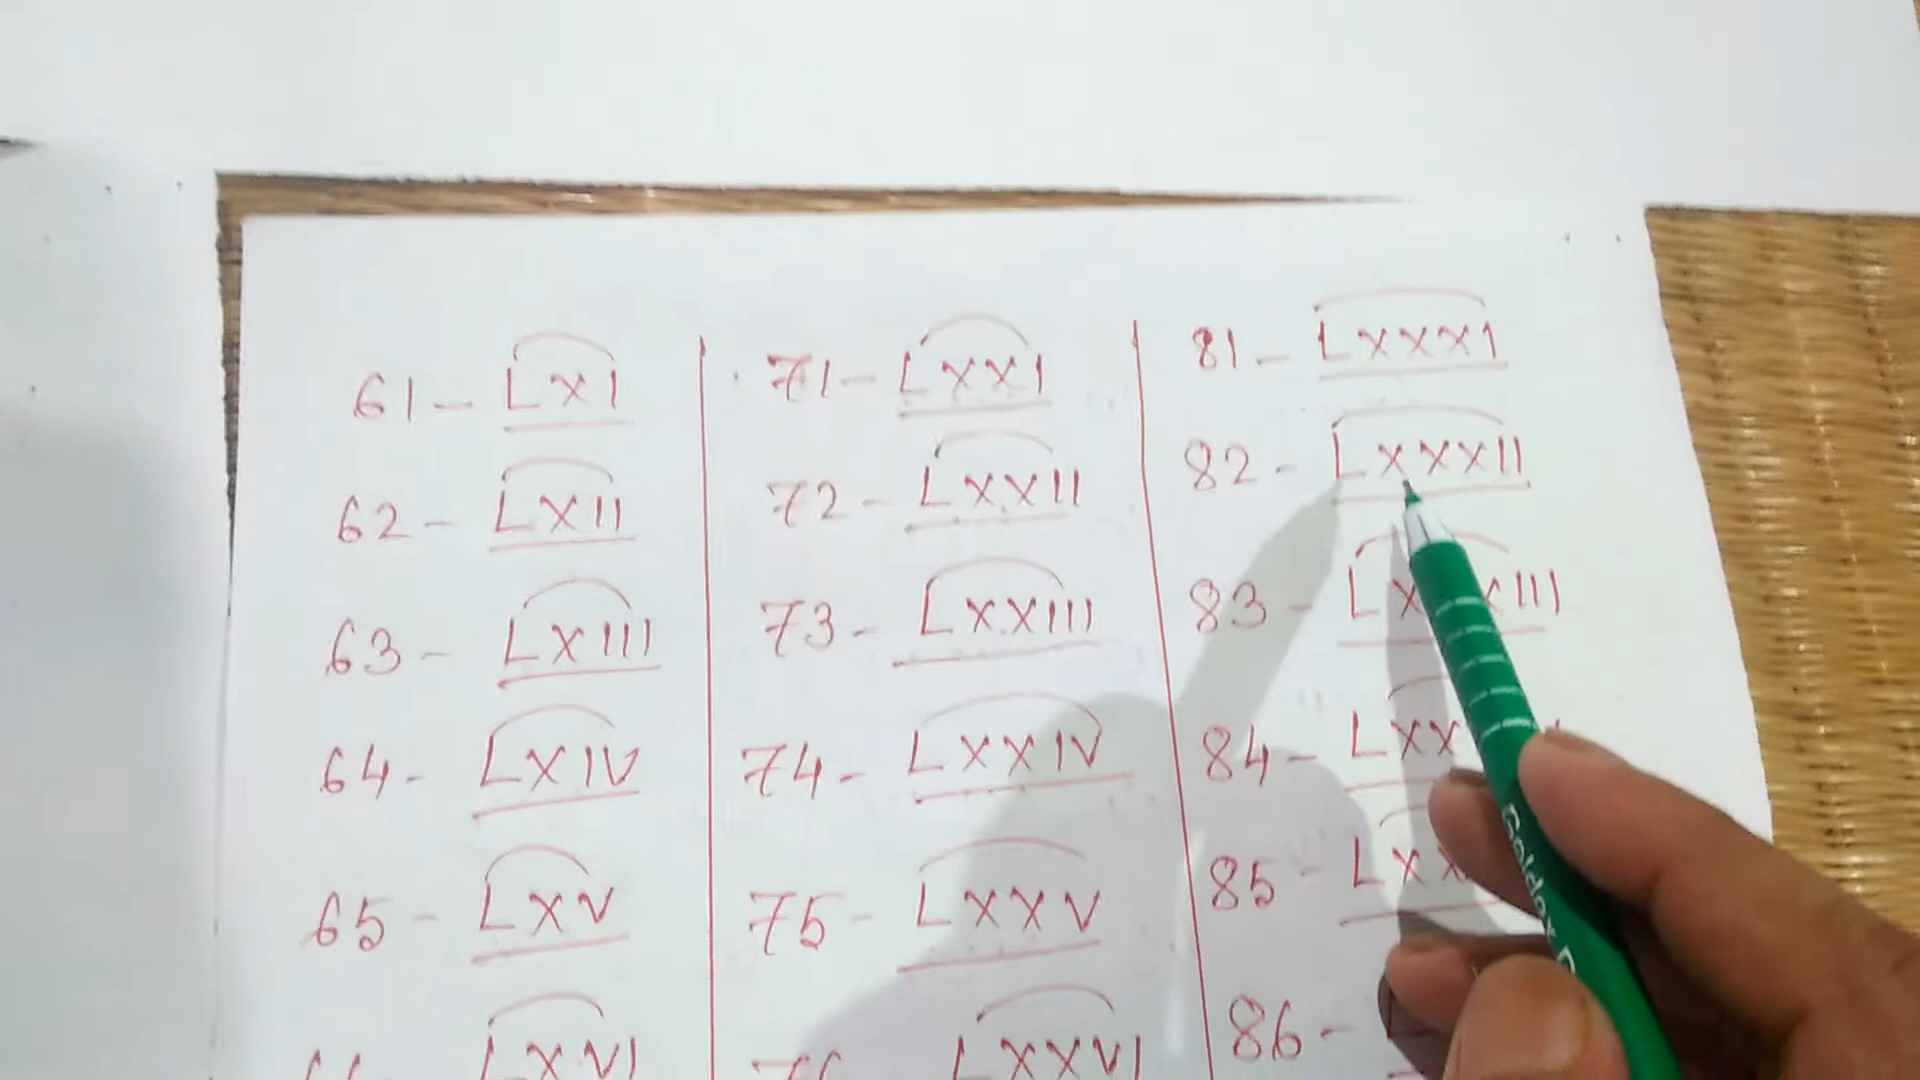 61 - LXI
62 - LXII
63 - LXIII
64 - LXIV
65 - LXV
LXVI
71 - LXXI
72 - LXXII
73 - LXXIII
74 - LXXIV
75 - LXXV
LXXVI
81 - LXXXI
82 - LXXXII
83 -
84 -
85 -
86 -